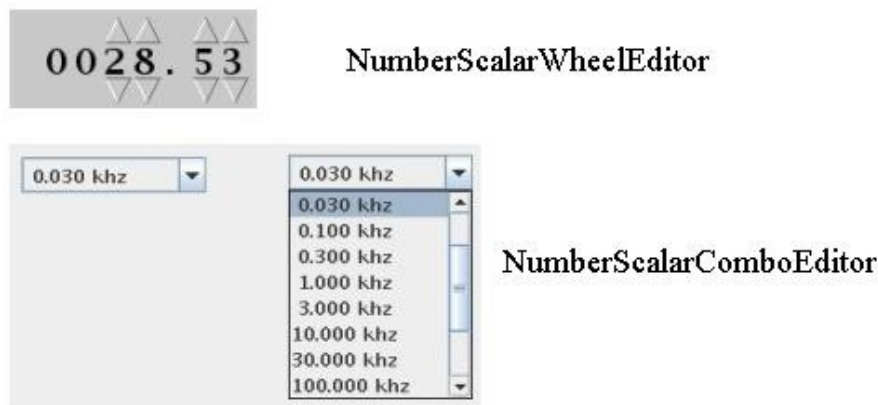 0028.53
NumberScalarWheelEditor
0.030 khz
0.030 khz
0.030 khz
0.100 khz
0.300 khz
1.000 khz
3.000 khz
10.000 khz
30.000 khz
100.000 khz
NumberScalarComboEditor